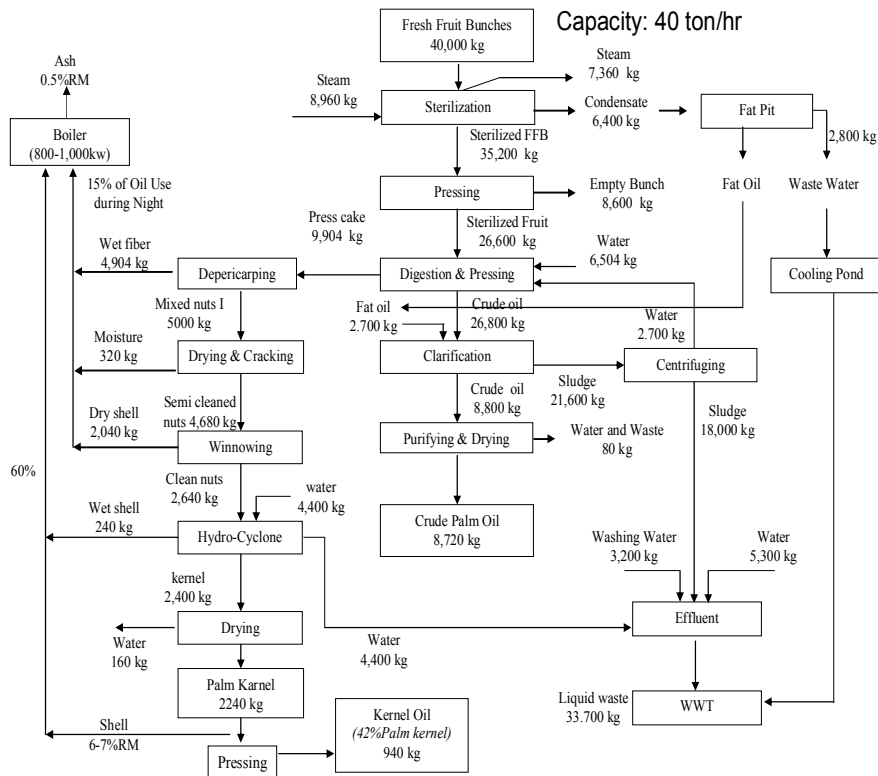 Capacity: 40 ton/hr
Fresh Fruit Bunches
40,000 kg
Ash
0.5%RM
Steam
8,960 kg
Steam
7,360 kg
Boiler
(800-1,000kw)
Sterilization
Condensate
6,400 kg
Fat Pit
2,800 kg
Sterilized FFB
35,200 kg
15% of Oil Use
during Night
Pressing
Empty Bunch
8,600 kg
Fat Oil
Waste Water
Press cake
9,904 kg
Sterilized Fruit
26,600 kg
Wet fiber
4,904 kg
Water
6,504 kg
Depericarping
Digestion & Pressing
Cooling Pond
Mixed nuts I
5000 kg
Fat oil
2.700 kg
Crude oil
26,800 kg
Water
2.700 kg
Moisture
320 kg
Drying & Cracking
Clarification
Centrifuging
Sludge
21,600 kg
Semi cleaned
nuts 4,680 kg
Crude oil
8,800 kg
Sludge
18,000 kg
Dry shell
2,040 kg
Winnowing
Purifying & Drying
Water and Waste
80 kg
60%
Clean nuts
2,640 kg
water
4,400 kg
Wet shell
240 kg
Hydro-Cyclone
Crude Palm Oil
8,720 kg
Washing Water
3,200 kg
Water
5,300 kg
kernel
2,400 kg
Drying
Effluent
Water
160 kg
Water
4,400 kg
Palm Karnel
2240 kg
Liquid waste
33.700 kg
WWT
Shell
6-7%RM
Kernel Oil
(42%Palm kernel)
940 kg
Pressing